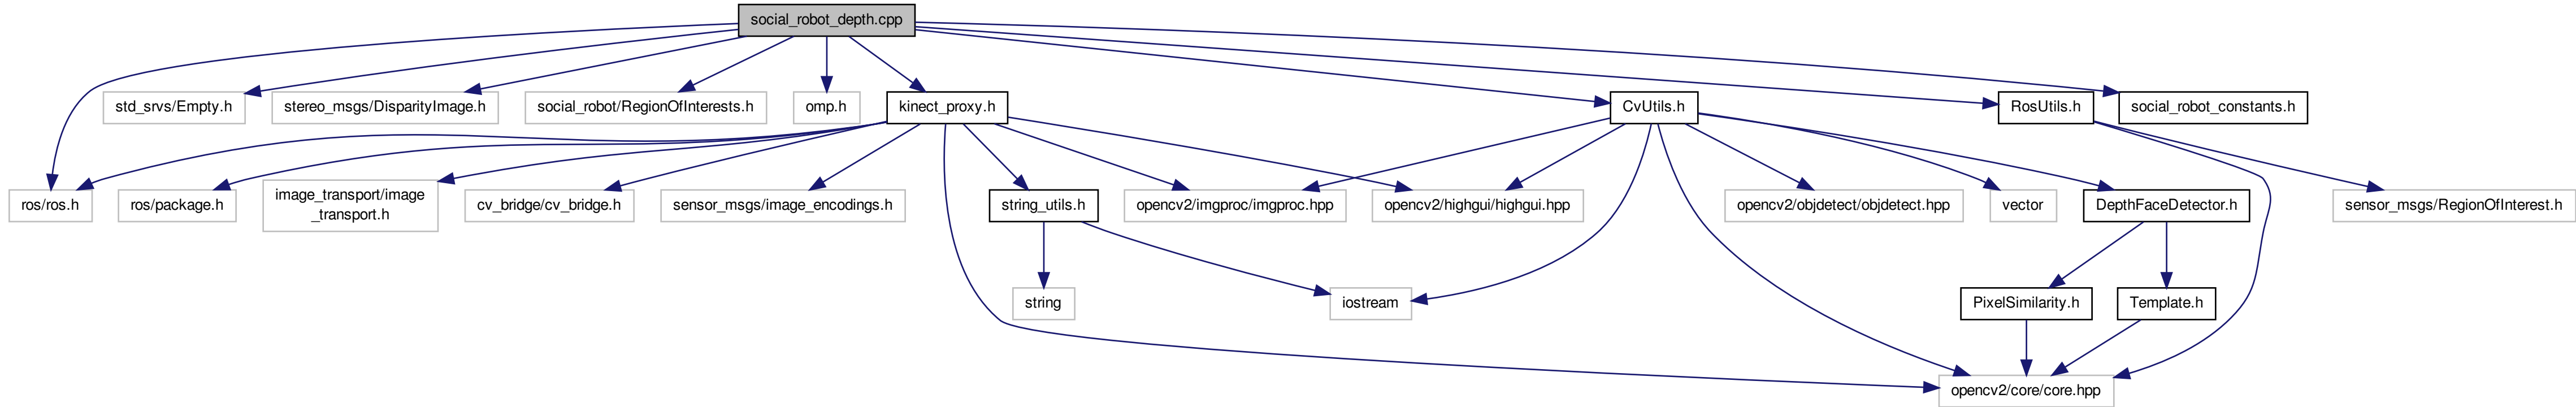 social_robot_depth.cpp
std_srvs/Empty.h
stereo_msgs/DisparityImage.h
social_robot/RegionOfInterests.h
omp.h
kinect_proxy.h
CvUtils.h
RosUtils.h
social_robot_constants.h
ros/ros.h
ros/package.h
image_transport/image
_transport.h
cv_bridge/cv_bridge.h
sensor_msgs/image_encodings.h
string_utils.h
opencv2/imgproc/imgproc.hpp
opencv2/highgui/highgui.hpp
opencv2/objdetect/objdetect.hpp
vector
DepthFaceDetector.h
sensor_msgs/RegionOfInterest.h
string
iostream
PixelSimilarity.h
Template.h
opencv2/core/core.hpp